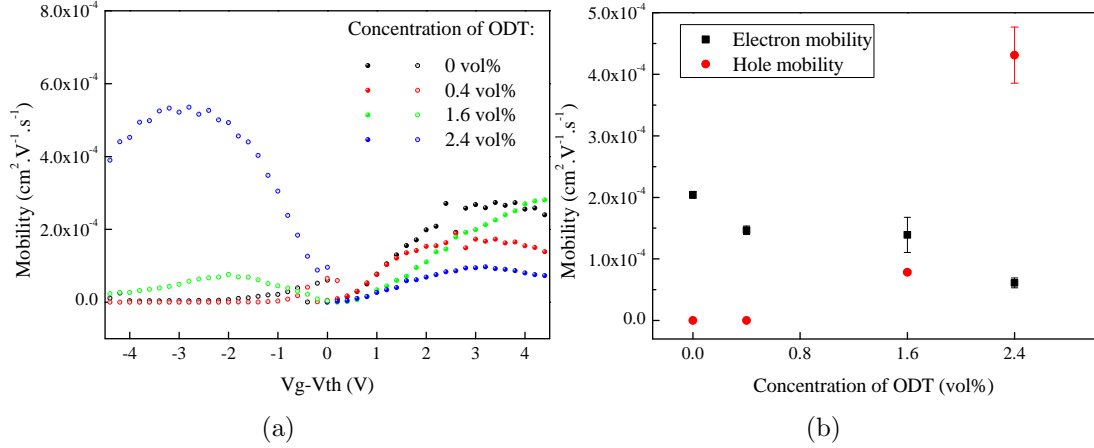 8.0x10⁻⁴
6.0x10⁻⁴
4.0x10⁻⁴
2.0x10⁻⁴
0.0
Mobility (cm².V⁻¹.s⁻¹)
Concentration of ODT:
0 vol%
0.4 vol%
1.6 vol%
2.4 vol%
-4 -3 -2 -1 0 1 2 3 4
Vg-Vth (V)
(a)
5.0x10⁻⁴
4.0x10⁻⁴
3.0x10⁻⁴
2.0x10⁻⁴
1.0x10⁻⁴
0.0
Mobility (cm².V⁻¹.s⁻¹)
Electron mobility
Hole mobility
0.0 0.8 1.6 2.4
Concentration of ODT (vol%)
(b)